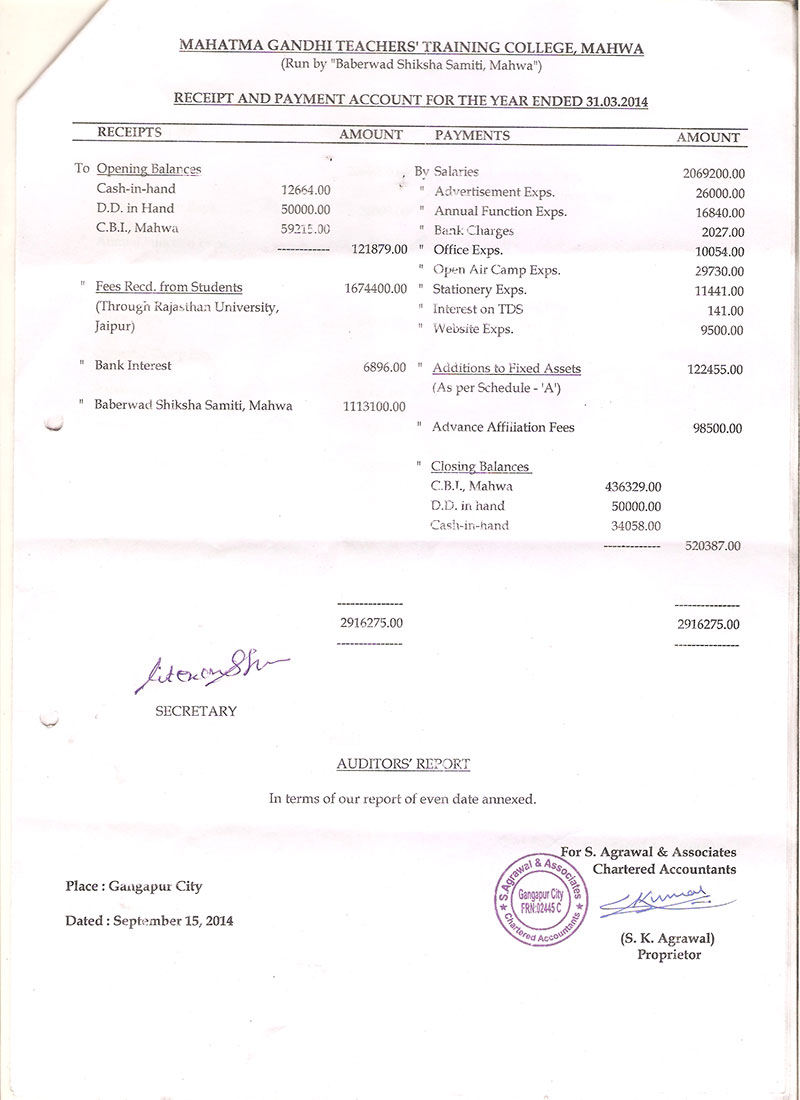 MAHATMA GANDHI TEACHERS' TRAINING COLLEGE, MAHWA
(Run by "Baberwad Shiksha Samiti, Mahwa")
RECEIPT AND PAYMENT ACCOUNT FOR THE YEAR ENDED 31.03.2014
RECEIPTS AMOUNT PAYMENTS AMOUNT
To Opening Balances By Salaries 2069200.00
Cash-in-hand 12664.00 " Advertisement Exps. 26000.00
D.D. in Hand 50000.00 " Annual Function Exps. 16840.00
C.B.I., Mahwa 59215.00 " Bank Charges 2027.00
------------ 121879.00 " Office Exps. 10054.00
" Open Air Camp Exps. 29730.00
" Fees Recd. from Students 1674400.00 " Stationery Exps. 11441.00
(Through Rajasthan University, " Interest on TDS 141.00
Jaipur) " Website Exps. 9500.00
" Bank Interest 6896.00 " Additions to Fixed Assets 122455.00
(As per Schedule - 'A')
" Baberwad Shiksha Samiti, Mahwa 1113100.00
" Advance Affiliation Fees 98500.00
" Closing Balances
C.B.I., Mahwa 436329.00
D.D. in hand 50000.00
Cash-in-hand 34058.00
------------- 520387.00
-------------- --------------
2916275.00 2916275.00
-------------- --------------
SECRETARY
AUDITORS' REPORT
In terms of our report of even date annexed.
For S. Agrawal & Associates
Chartered Accountants
Place : Gangapur City
Dated : September 15, 2014
S. Agrawal & Associates
Gangapur City
FRN:02445 C
Chartered Accountants
(S. K. Agrawal)
Proprietor